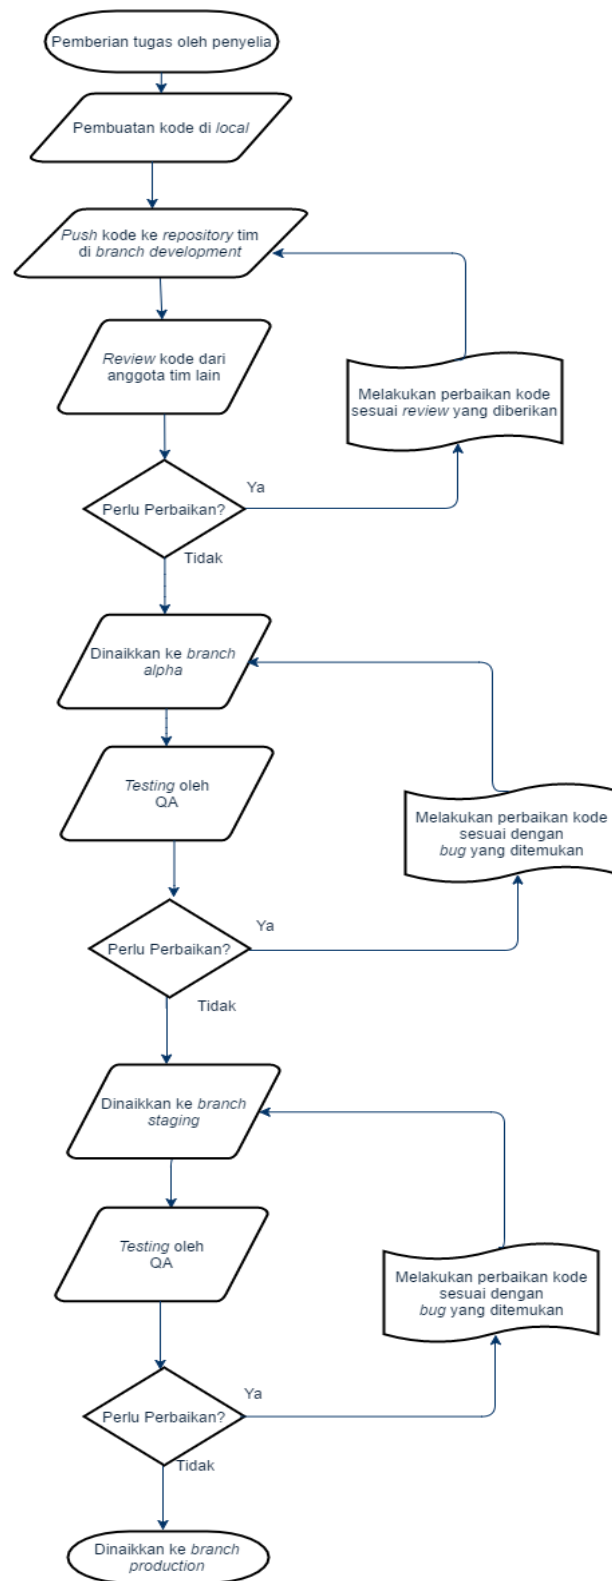 Pemberian tugas oleh penyelia
Pembuatan kode di local
Push kode ke repository tim
di branch development
Review kode dari
anggota tim lain
Melakukan perbaikan kode
sesuai review yang diberikan
Perlu Perbaikan?
Ya
Tidak
Dinaikkan ke branch
alpha
Testing oleh
QA
Melakukan perbaikan kode
sesuai dengan
bug yang ditemukan
Perlu Perbaikan?
Ya
Tidak
Dinaikkan ke branch
staging
Testing oleh
QA
Melakukan perbaikan kode
sesuai dengan
bug yang ditemukan
Perlu Perbaikan?
Ya
Tidak
Dinaikkan ke branch
production